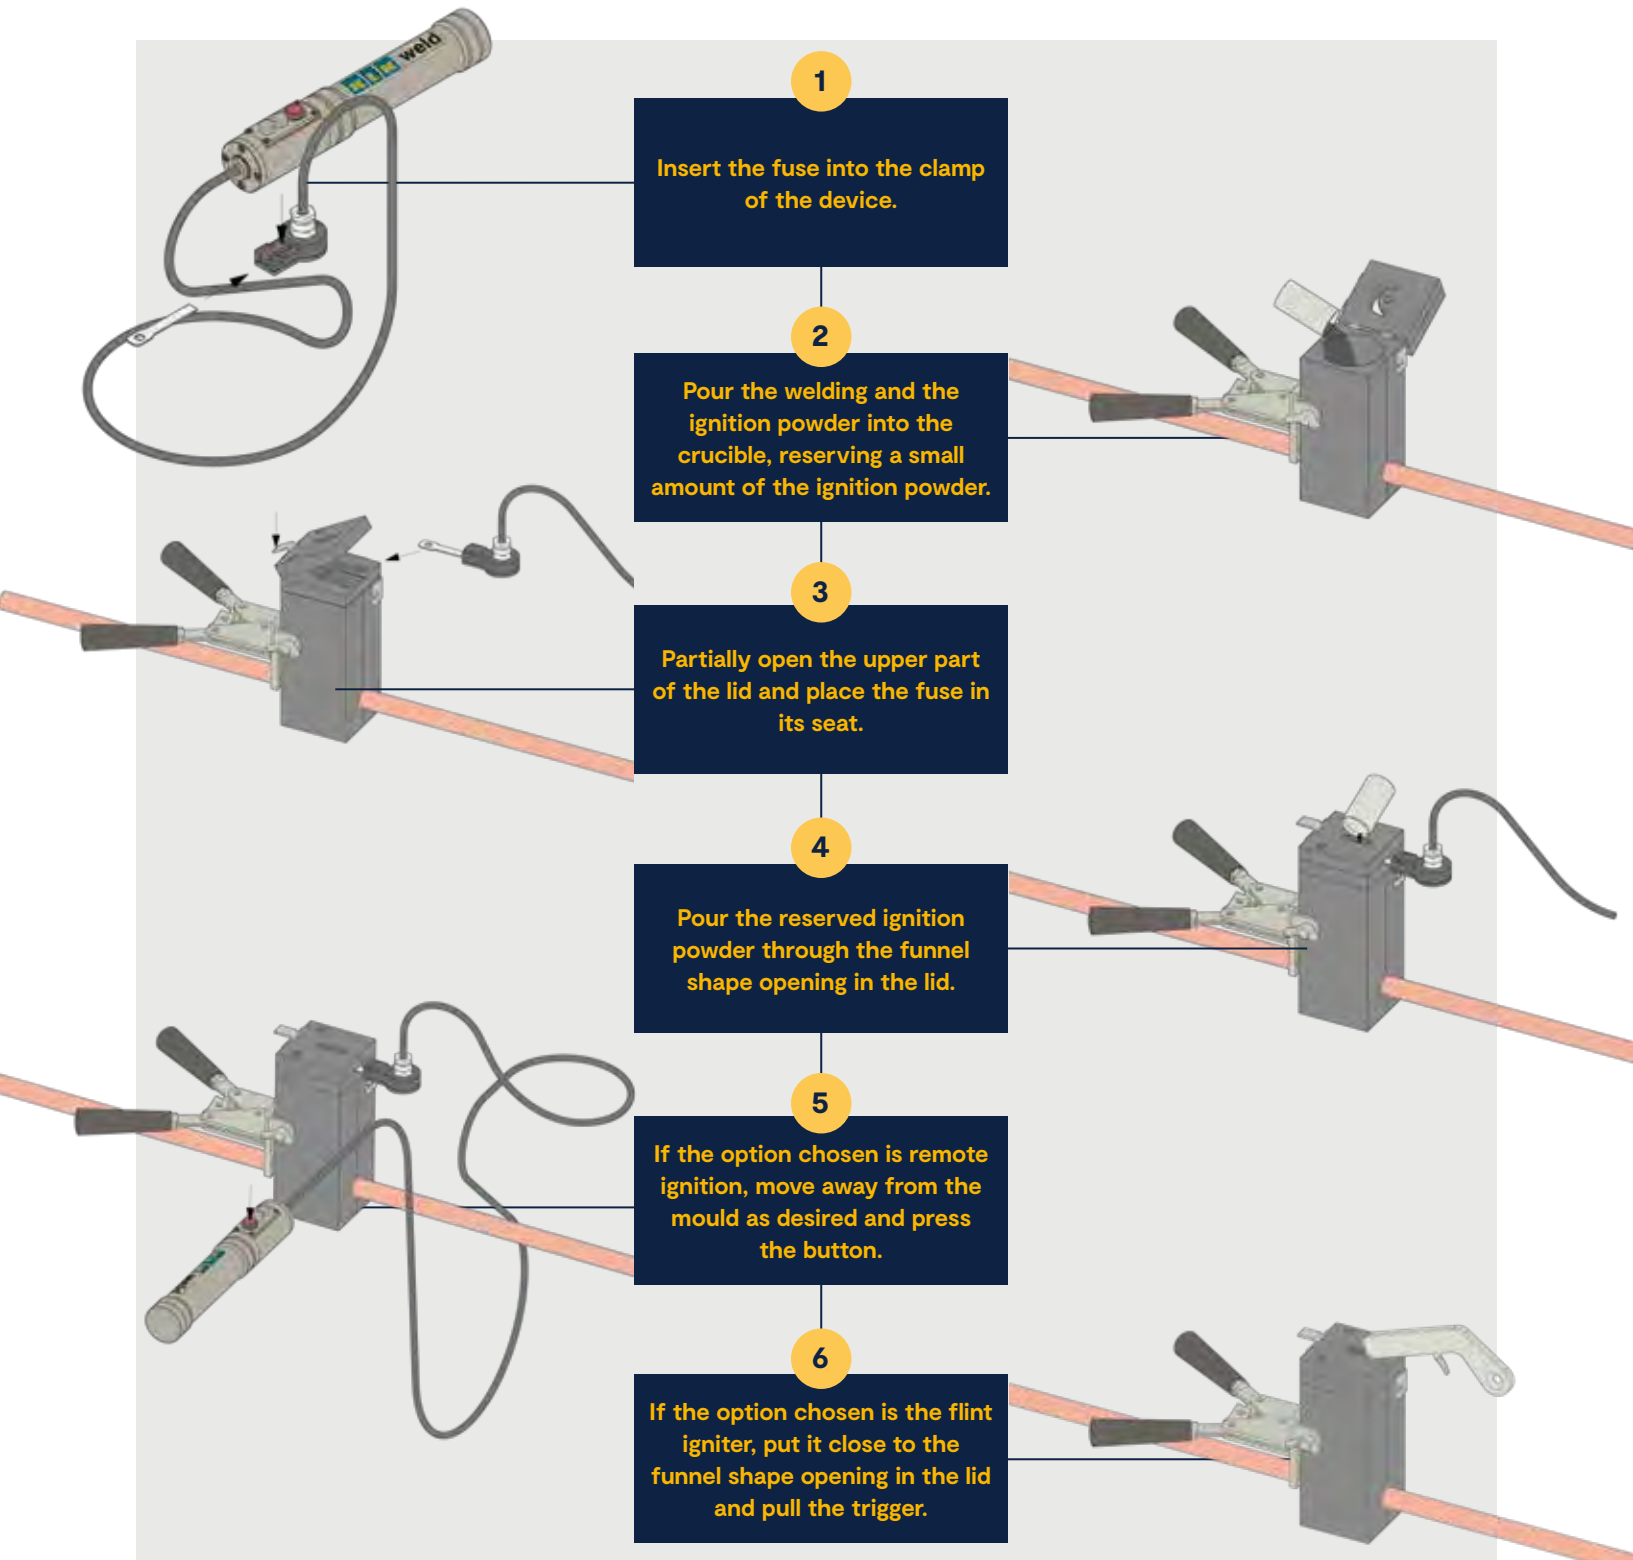 weld
1
Insert the fuse into the clamp
of the device.
2
Pour the welding and the
ignition powder into the
crucible, reserving a small
amount of the ignition powder.
3
Partially open the upper part
of the lid and place the fuse in
its seat.
4
Pour the reserved ignition
powder through the funnel
shape opening in the lid.
5
If the option chosen is remote
ignition, move away from the
mould as desired and press
the button.
6
If the option chosen is the flint
igniter, put it close to the
funnel shape opening in the lid
and pull the trigger.